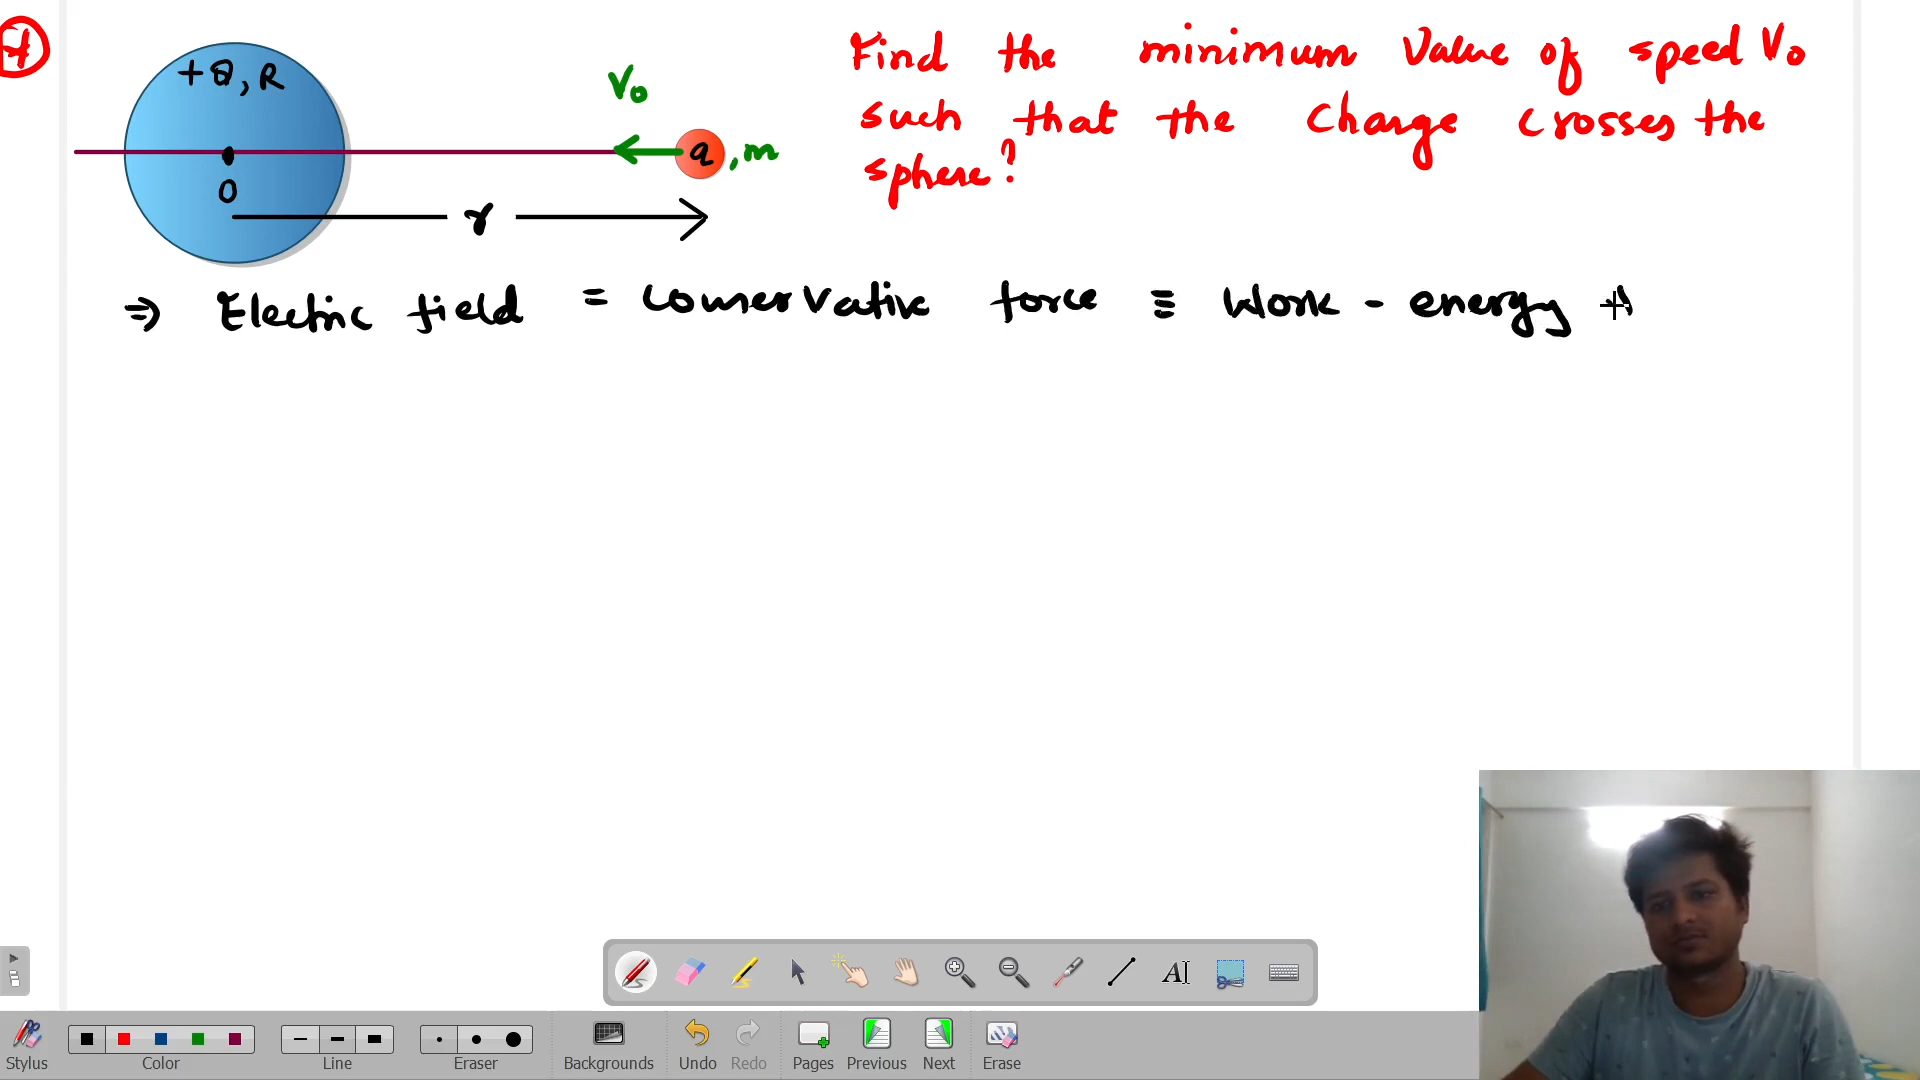 +Q, R
V₀
q, m
O
r
Find the minimum value of speed V₀
such that the charge crosses the
sphere?
⇒ Electric field = conservative force ≡ Work - energy
Stylus
Color
Line
Eraser
Backgrounds
Undo
Redo
Pages
Previous
Next
Erase